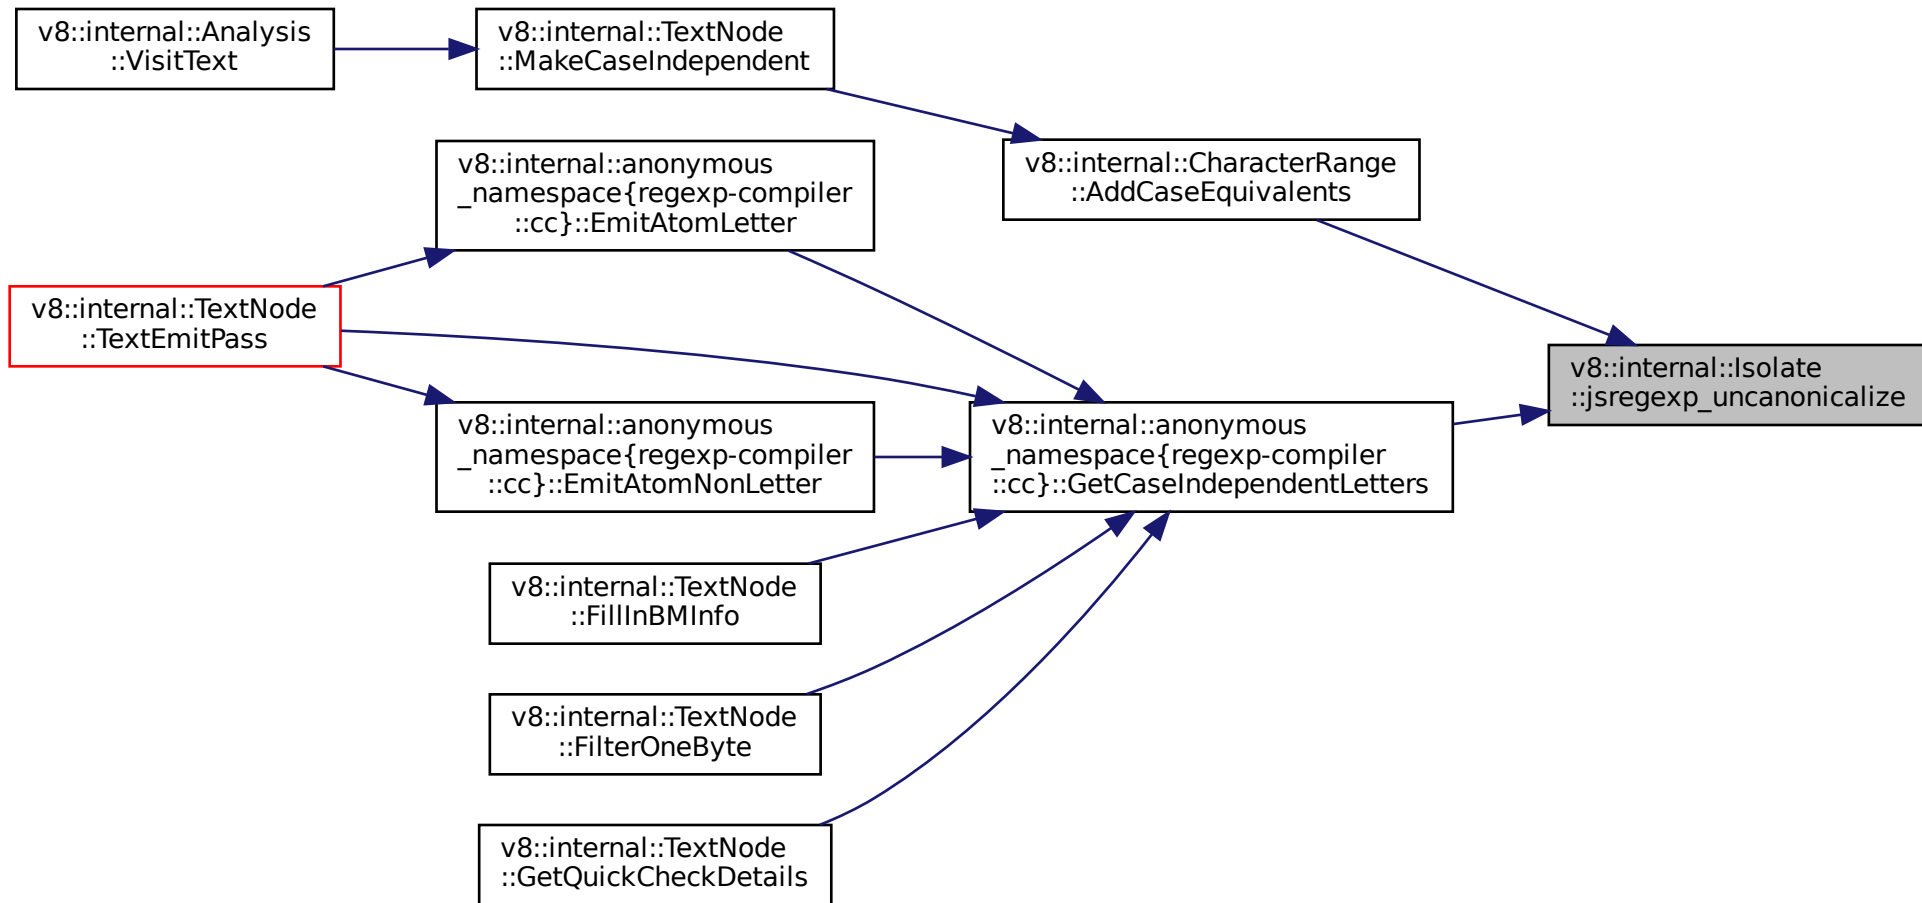 v8::internal::Analysis
::VisitText
v8::internal::TextNode
::MakeCaseIndependent
v8::internal::anonymous
_namespace{regexp-compiler
::cc}::EmitAtomLetter
v8::internal::CharacterRange
::AddCaseEquivalents
v8::internal::TextNode
::TextEmitPass
v8::internal::Isolate
::jsregexp_uncanonicalize
v8::internal::anonymous
_namespace{regexp-compiler
::cc}::EmitAtomNonLetter
v8::internal::anonymous
_namespace{regexp-compiler
::cc}::GetCaseIndependentLetters
v8::internal::TextNode
::FillInBMInfo
v8::internal::TextNode
::FilterOneByte
v8::internal::TextNode
::GetQuickCheckDetails